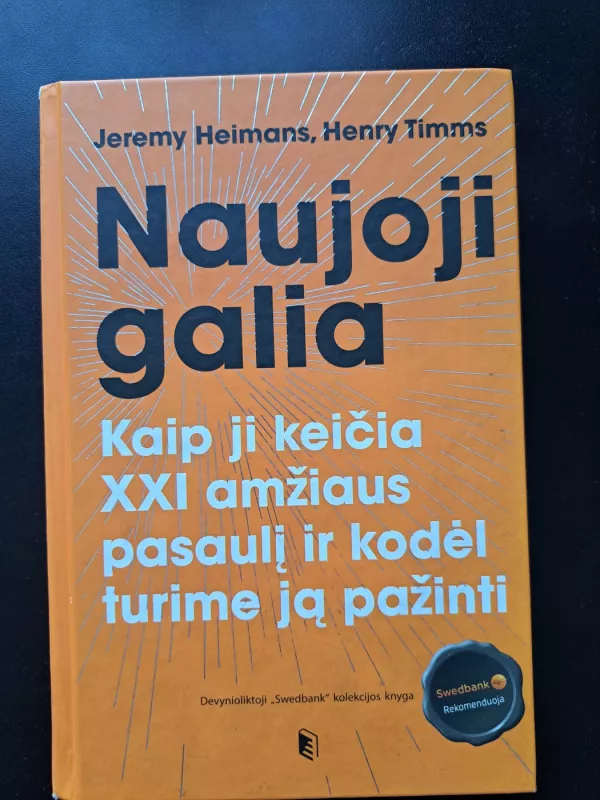 Jeremy Heimans, Henry Timms
Naujoji
galia
Kaip ji keičia
XXI amžiaus
pasaulį ir kodėl
turime ją pažinti
Devynioliktoji „Swedbank“ kolekcijos knyga
Swedbank
Rekomenduoja